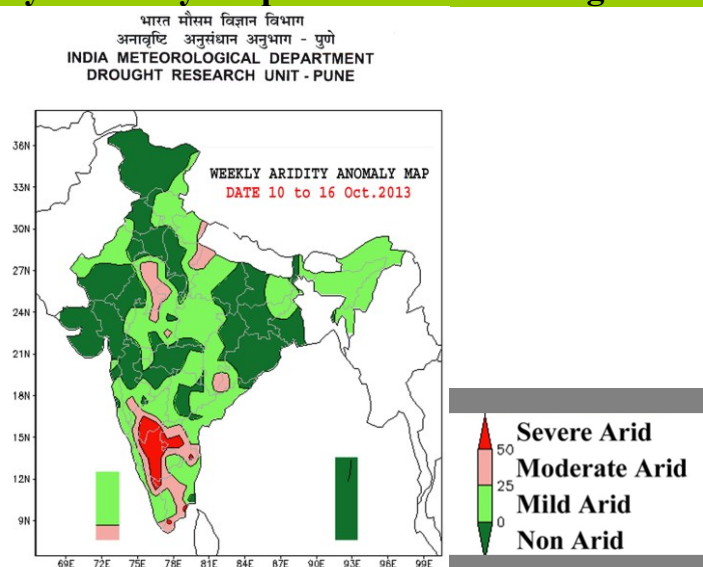 भारत मौसम विज्ञान विभाग
अनावृष्टि अनुसंधान अनुभाग - पुणे
INDIA METEOROLOGICAL DEPARTMENT
DROUGHT RESEARCH UNIT - PUNE
WEEKLY ARIDITY ANOMALY MAP
DATE 10 to 16 Oct.2013
36N
33N
30N
27N
24N
21N
18N
15N
12N
9N
69E 72E 75E 78E 81E 84E 87E 90E 93E 96E 99E
Severe Arid
50
Moderate Arid
25
Mild Arid
0
Non Arid